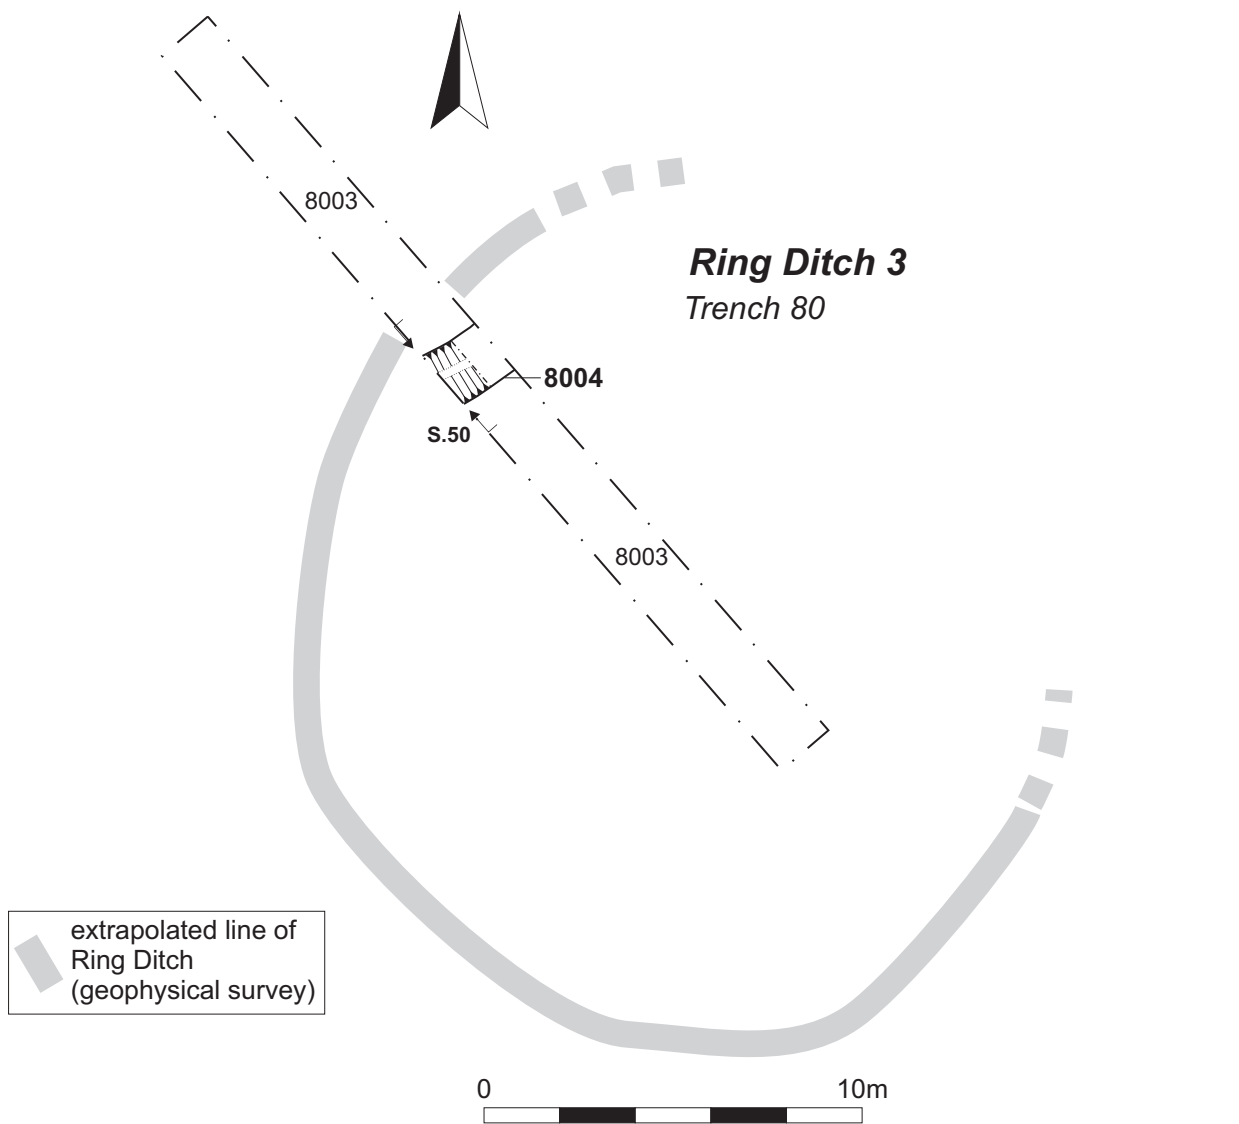 8003
Ring Ditch 3
Trench 80
8004
S.50
8003
extrapolated line of
Ring Ditch
(geophysical survey)
0 10m